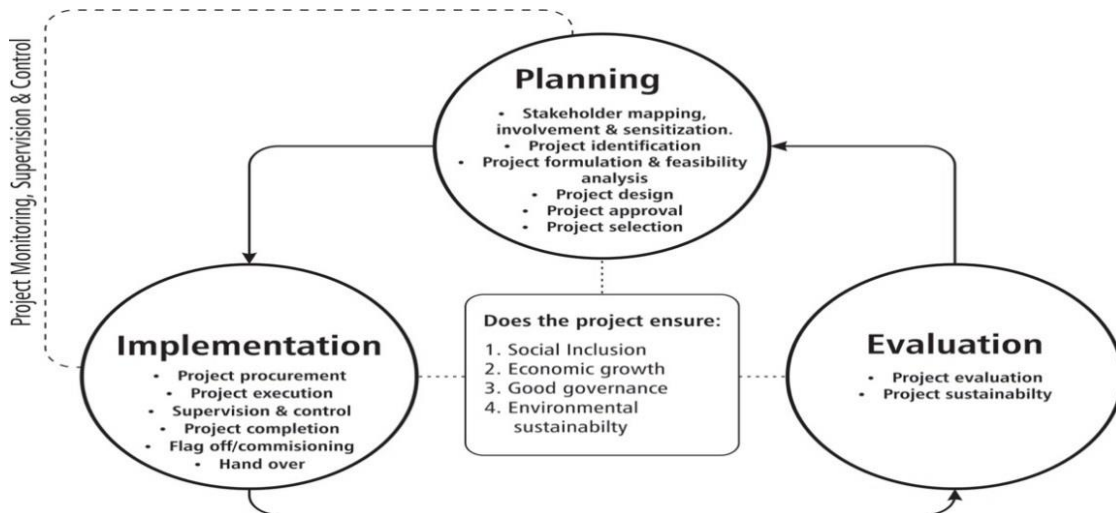 Project Monitoring, Supervision & Control
Planning
• Stakeholder mapping,
involvement & sensitization.
• Project identification
• Project formulation & feasibility
analysis
• Project design
• Project approval
• Project selection
Implementation
• Project procurement
• Project execution
• Supervision & control
• Project completion
• Flag off/commisioning
• Hand over
Does the project ensure:
1. Social Inclusion
2. Economic growth
3. Good governance
4. Environmental
sustainabilty
Evaluation
• Project evaluation
• Project sustainabilty